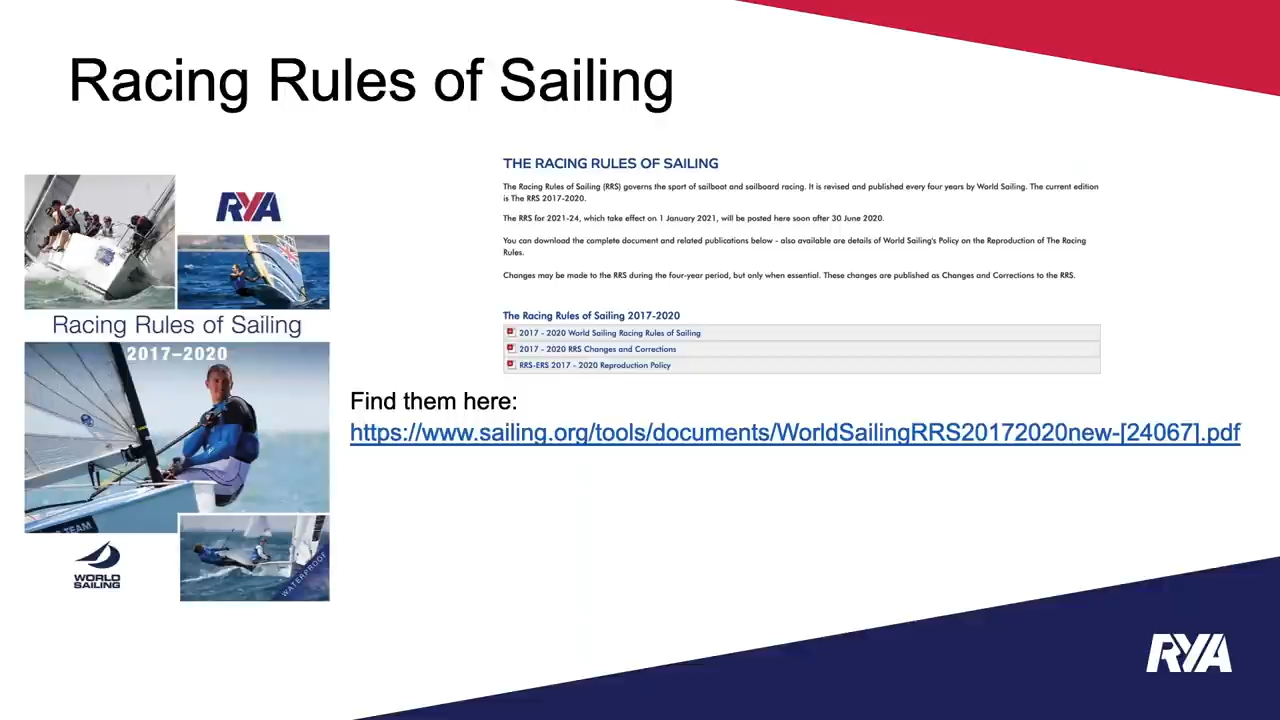 Racing Rules of Sailing
RYA
Racing Rules of Sailing
2017–2020
TEAM
WORLD
SAILING
WATERPROOF
THE RACING RULES OF SAILING
The Racing Rules of Sailing (RRS) governs the sport of sailboat and sailboard racing. It is revised and published every four years by World Sailing. The current edition
is The RRS 2017-2020.
The RRS for 2021-24, which take effect on 1 January 2021, will be posted here soon after 30 June 2020.
You can download the complete document and related publications below - also available are details of World Sailing's Policy on the Reproduction of The Racing
Rules.
Changes may be made to the RRS during the four-year period, but only when essential. These changes are published as Changes and Corrections to the RRS.
The Racing Rules of Sailing 2017-2020
2017 - 2020 World Sailing Racing Rules of Sailing
2017 - 2020 RRS Changes and Corrections
RRS-ERS 2017 - 2020 Reproduction Policy
Find them here:
https://www.sailing.org/tools/documents/WorldSailingRRS20172020new-[24067].pdf
RYA